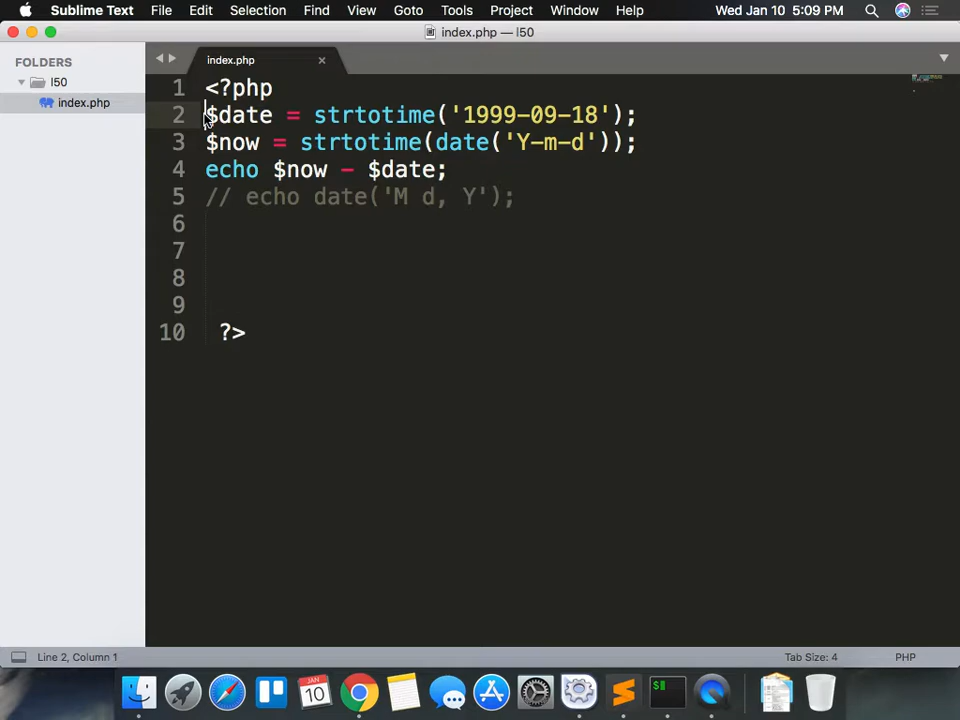 Sublime Text File Edit Selection Find View Goto Tools Project Window Help Wed Jan 10 5:09 PM
index.php — l50
FOLDERS
l50
index.php
index.php
1 <?php
2 $date = strtotime('1999-09-18');
3 $now = strtotime(date('Y-m-d'));
4 echo $now - $date;
5 // echo date('M d, Y');
6
7
8
9
10 ?>
Line 2, Column 1 Tab Size: 4 PHP
10
$